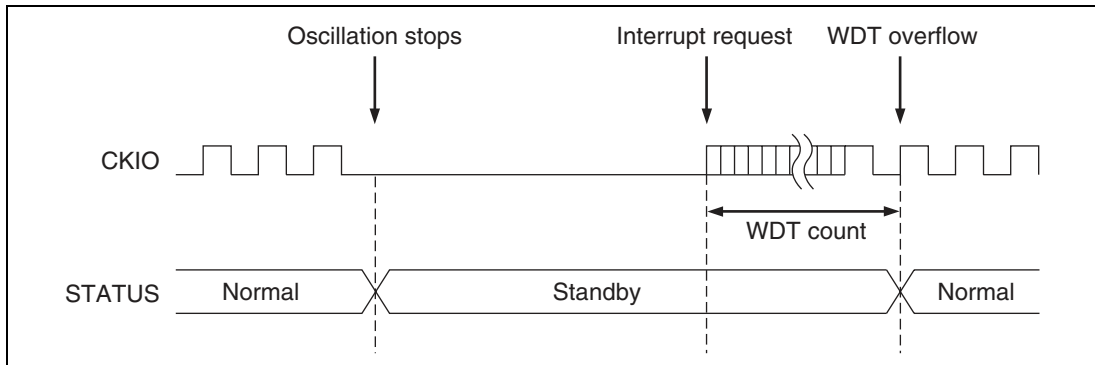 Oscillation stops
Interrupt request
WDT overflow
CKIO
WDT count
STATUS
Normal
Standby
Normal